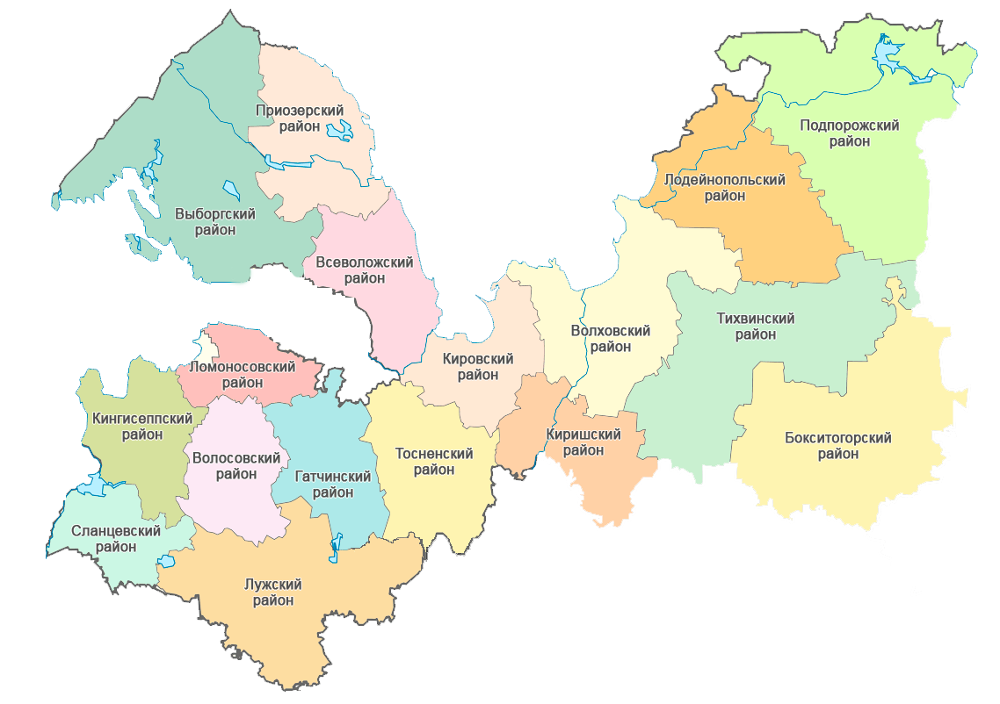 Приозерский
район
Подпорожский
район
Лодейнопольский
район
Выборгский
район
Всеволожский
район
Тихвинский
район
Волховский
район
Кировский
район
Ломоносовский
район
Кингисеппский
район
Киришский
район
Бокситогорский
район
Волосовский
район
Тосненский
район
Гатчинский
район
Сланцевский
район
Лужский
район